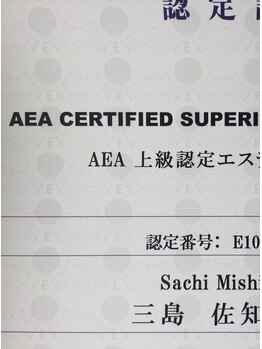 認 定
AEA CERTIFIED SUPERI
AEA 上級認定エステ
認定番号: E10
Sachi Mishi
三島 佐知